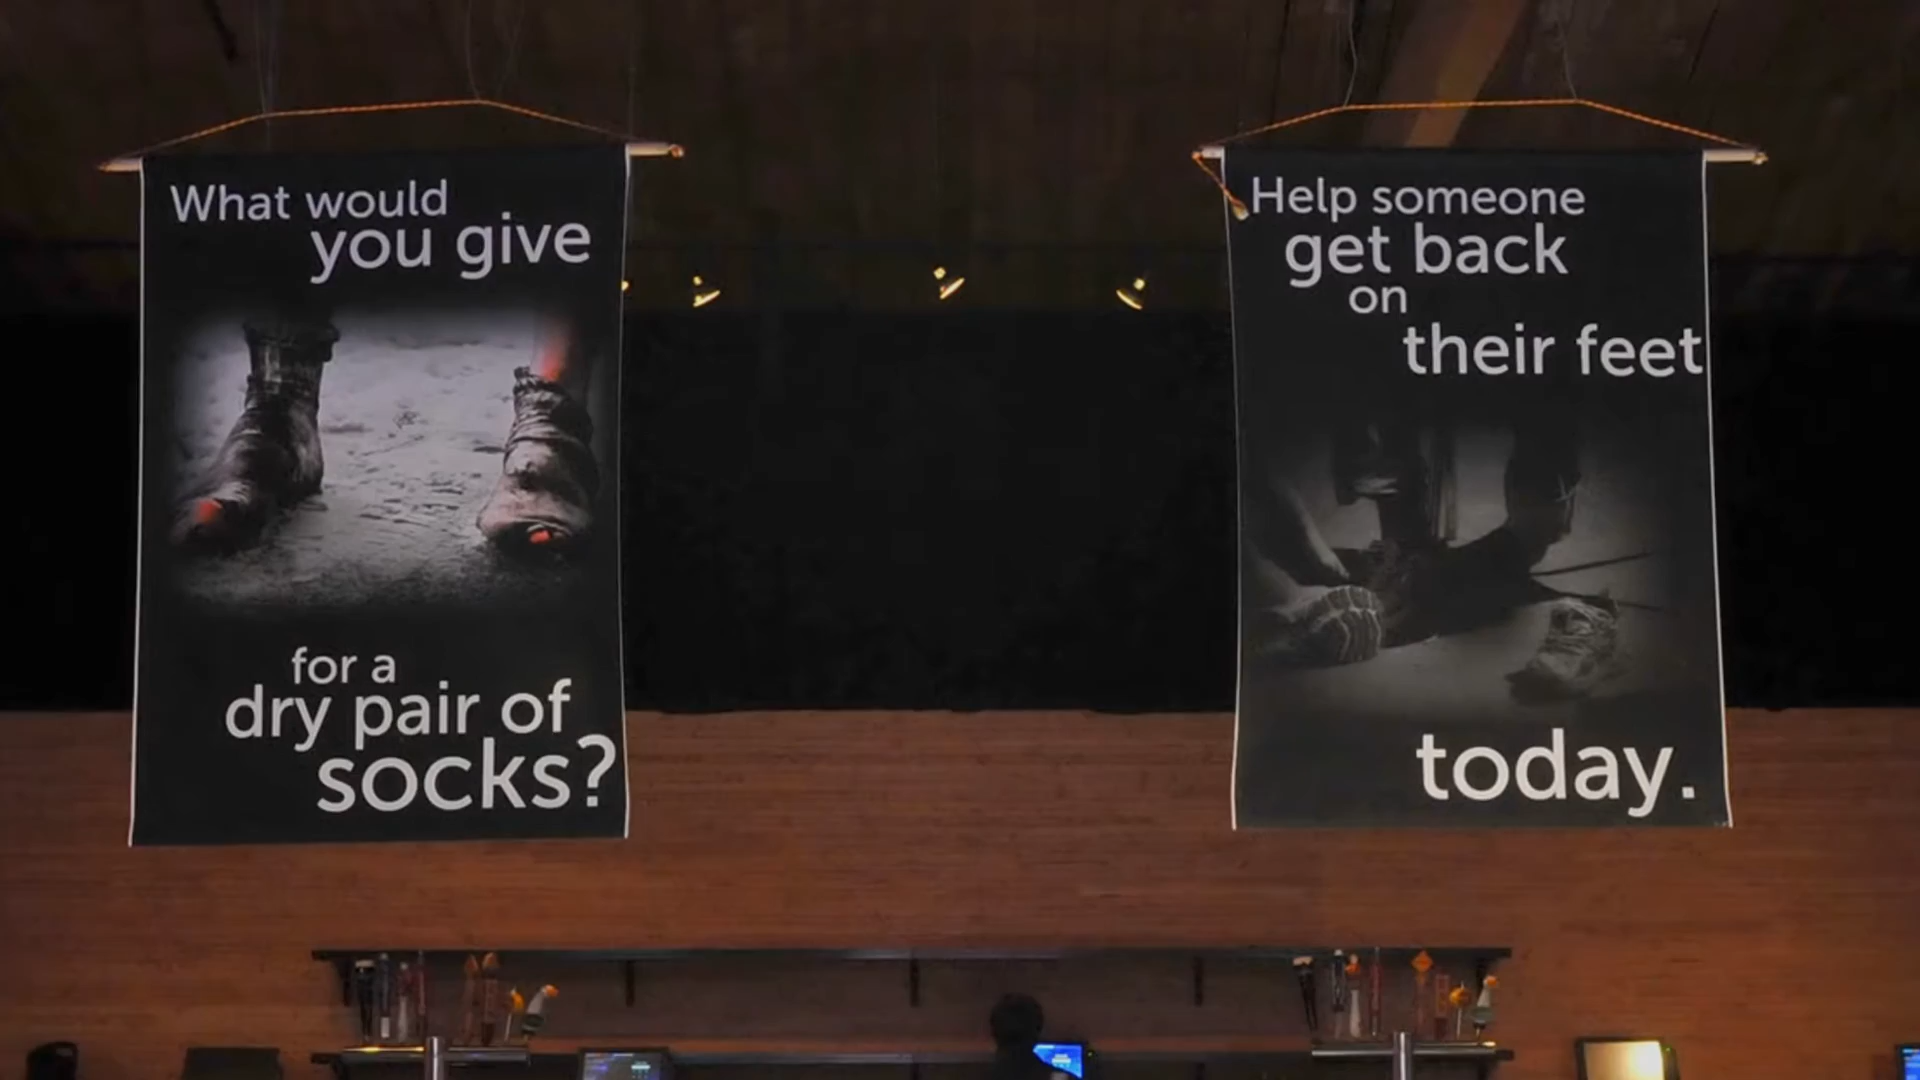 What would
you give
for a
dry pair of
socks?
Help someone
get back
on
their feet
today.